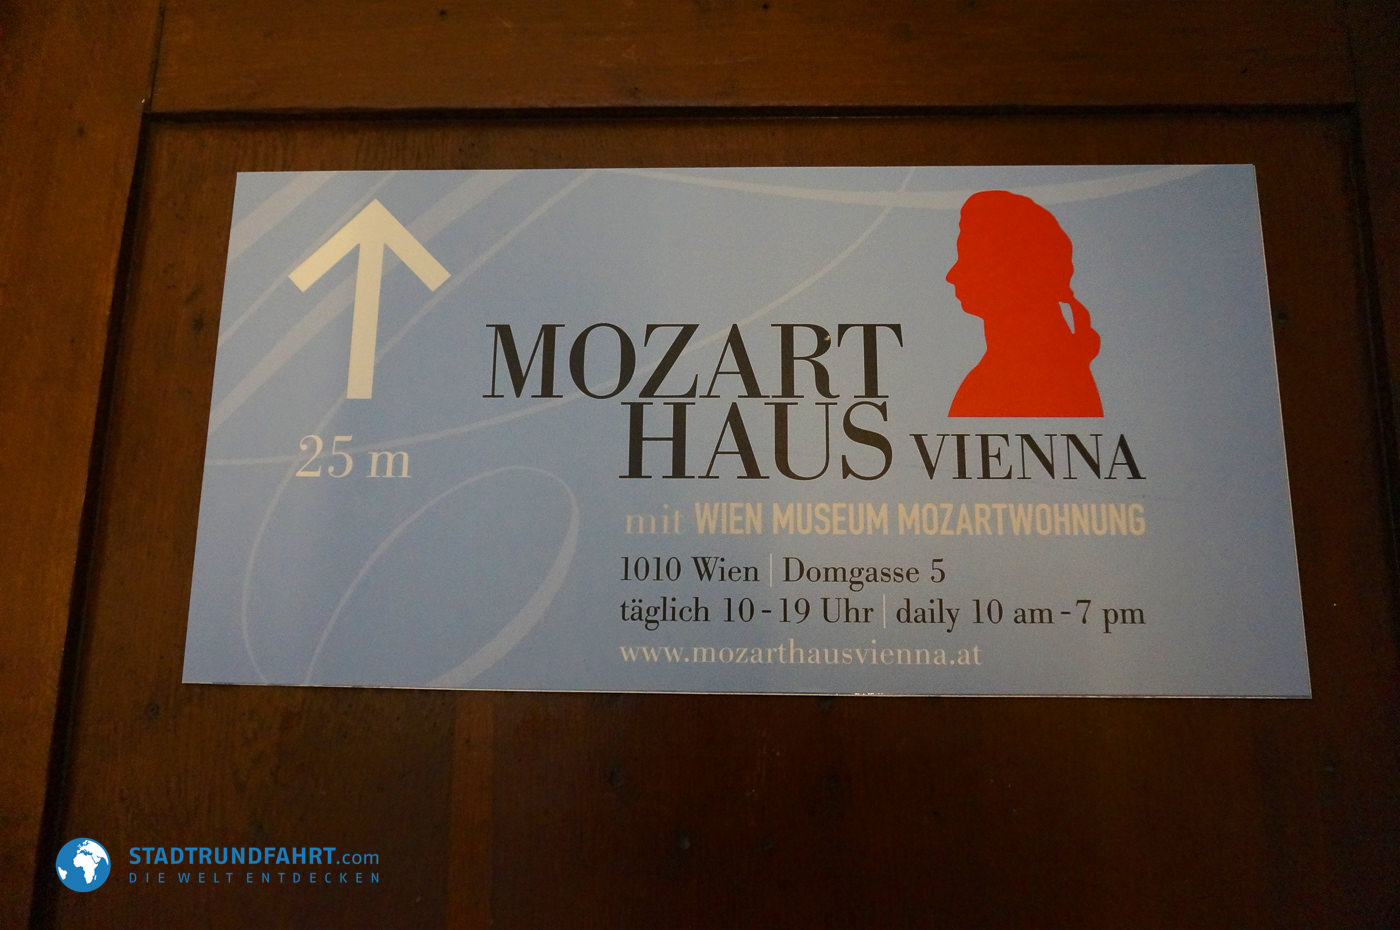 25 m
MOZART
HAUS VIENNA
mit WIEN MUSEUM MOZARTWOHNUNG
1010 Wien | Domgasse 5
täglich 10 - 19 Uhr | daily 10 am - 7 pm
www.mozarthausvienna.at
STADTRUNDFAHRT.com
DIE WELT ENTDECKEN